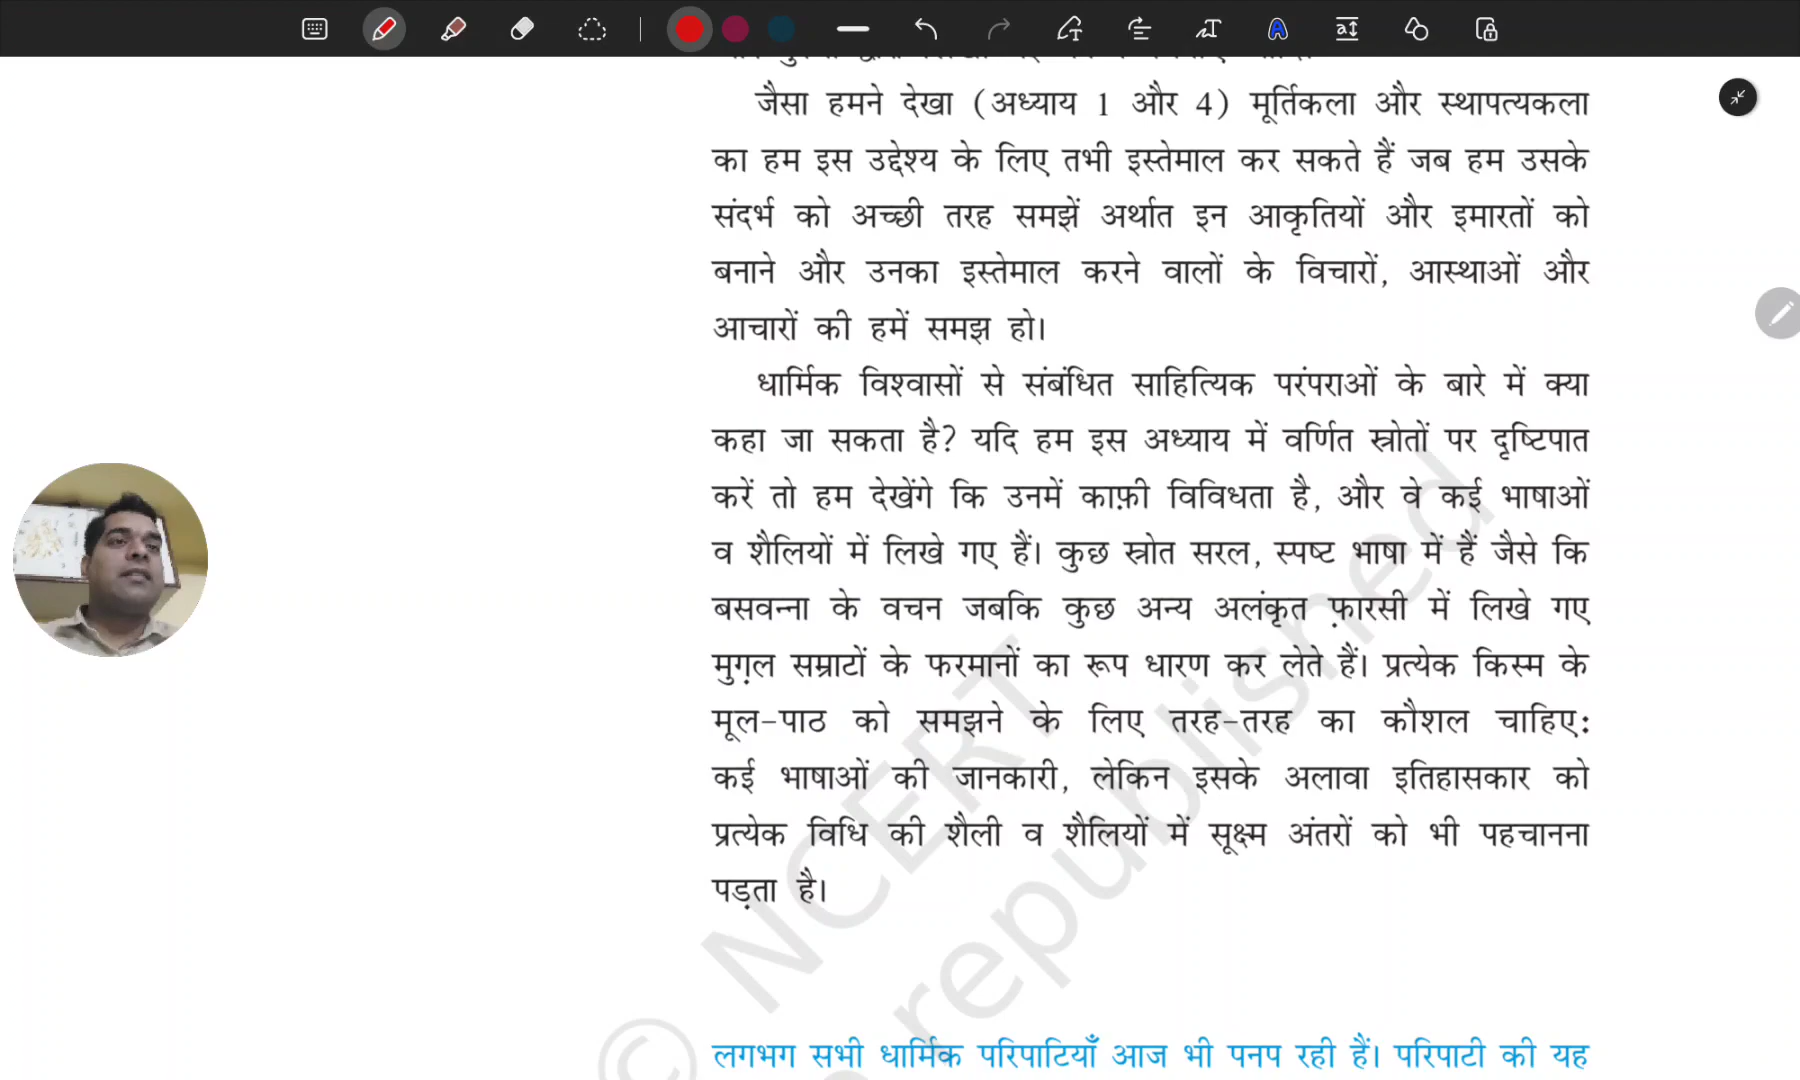 जैसा हमने देखा (अध्याय 1 और 4) मूर्तिकला और स्थापत्यकला
का हम इस उद्देश्य के लिए तभी इस्तेमाल कर सकते हैं जब हम उसके
संदर्भ को अच्छी तरह समझें अर्थात इन आकृतियों और इमारतों को
बनाने और उनका इस्तेमाल करने वालों के विचारों, आस्थाओं और
आचारों की हमें समझ हो।
धार्मिक विश्वासों से संबंधित साहित्यिक परंपराओं के बारे में क्या
कहा जा सकता है? यदि हम इस अध्याय में वर्णित स्रोतों पर दृष्टिपात
करें तो हम देखेंगे कि उनमें काफ़ी विविधता है, और वे कई भाषाओं
व शैलियों में लिखे गए हैं। कुछ स्रोत सरल, स्पष्ट भाषा में हैं जैसे कि
बसवन्ना के वचन जबकि कुछ अन्य अलंकृत फ़ारसी में लिखे गए
मुग़ल सम्राटों के फरमानों का रूप धारण कर लेते हैं। प्रत्येक किस्म के
मूल-पाठ को समझने के लिए तरह-तरह का कौशल चाहिए:
कई भाषाओं की जानकारी, लेकिन इसके अलावा इतिहासकार को
प्रत्येक विधि की शैली व शैलियों में सूक्ष्म अंतरों को भी पहचानना
पड़ता है।
© NCERT
republished
लगभग सभी धार्मिक परिपाटियाँ आज भी पनप रही हैं। परिपाटी की यह